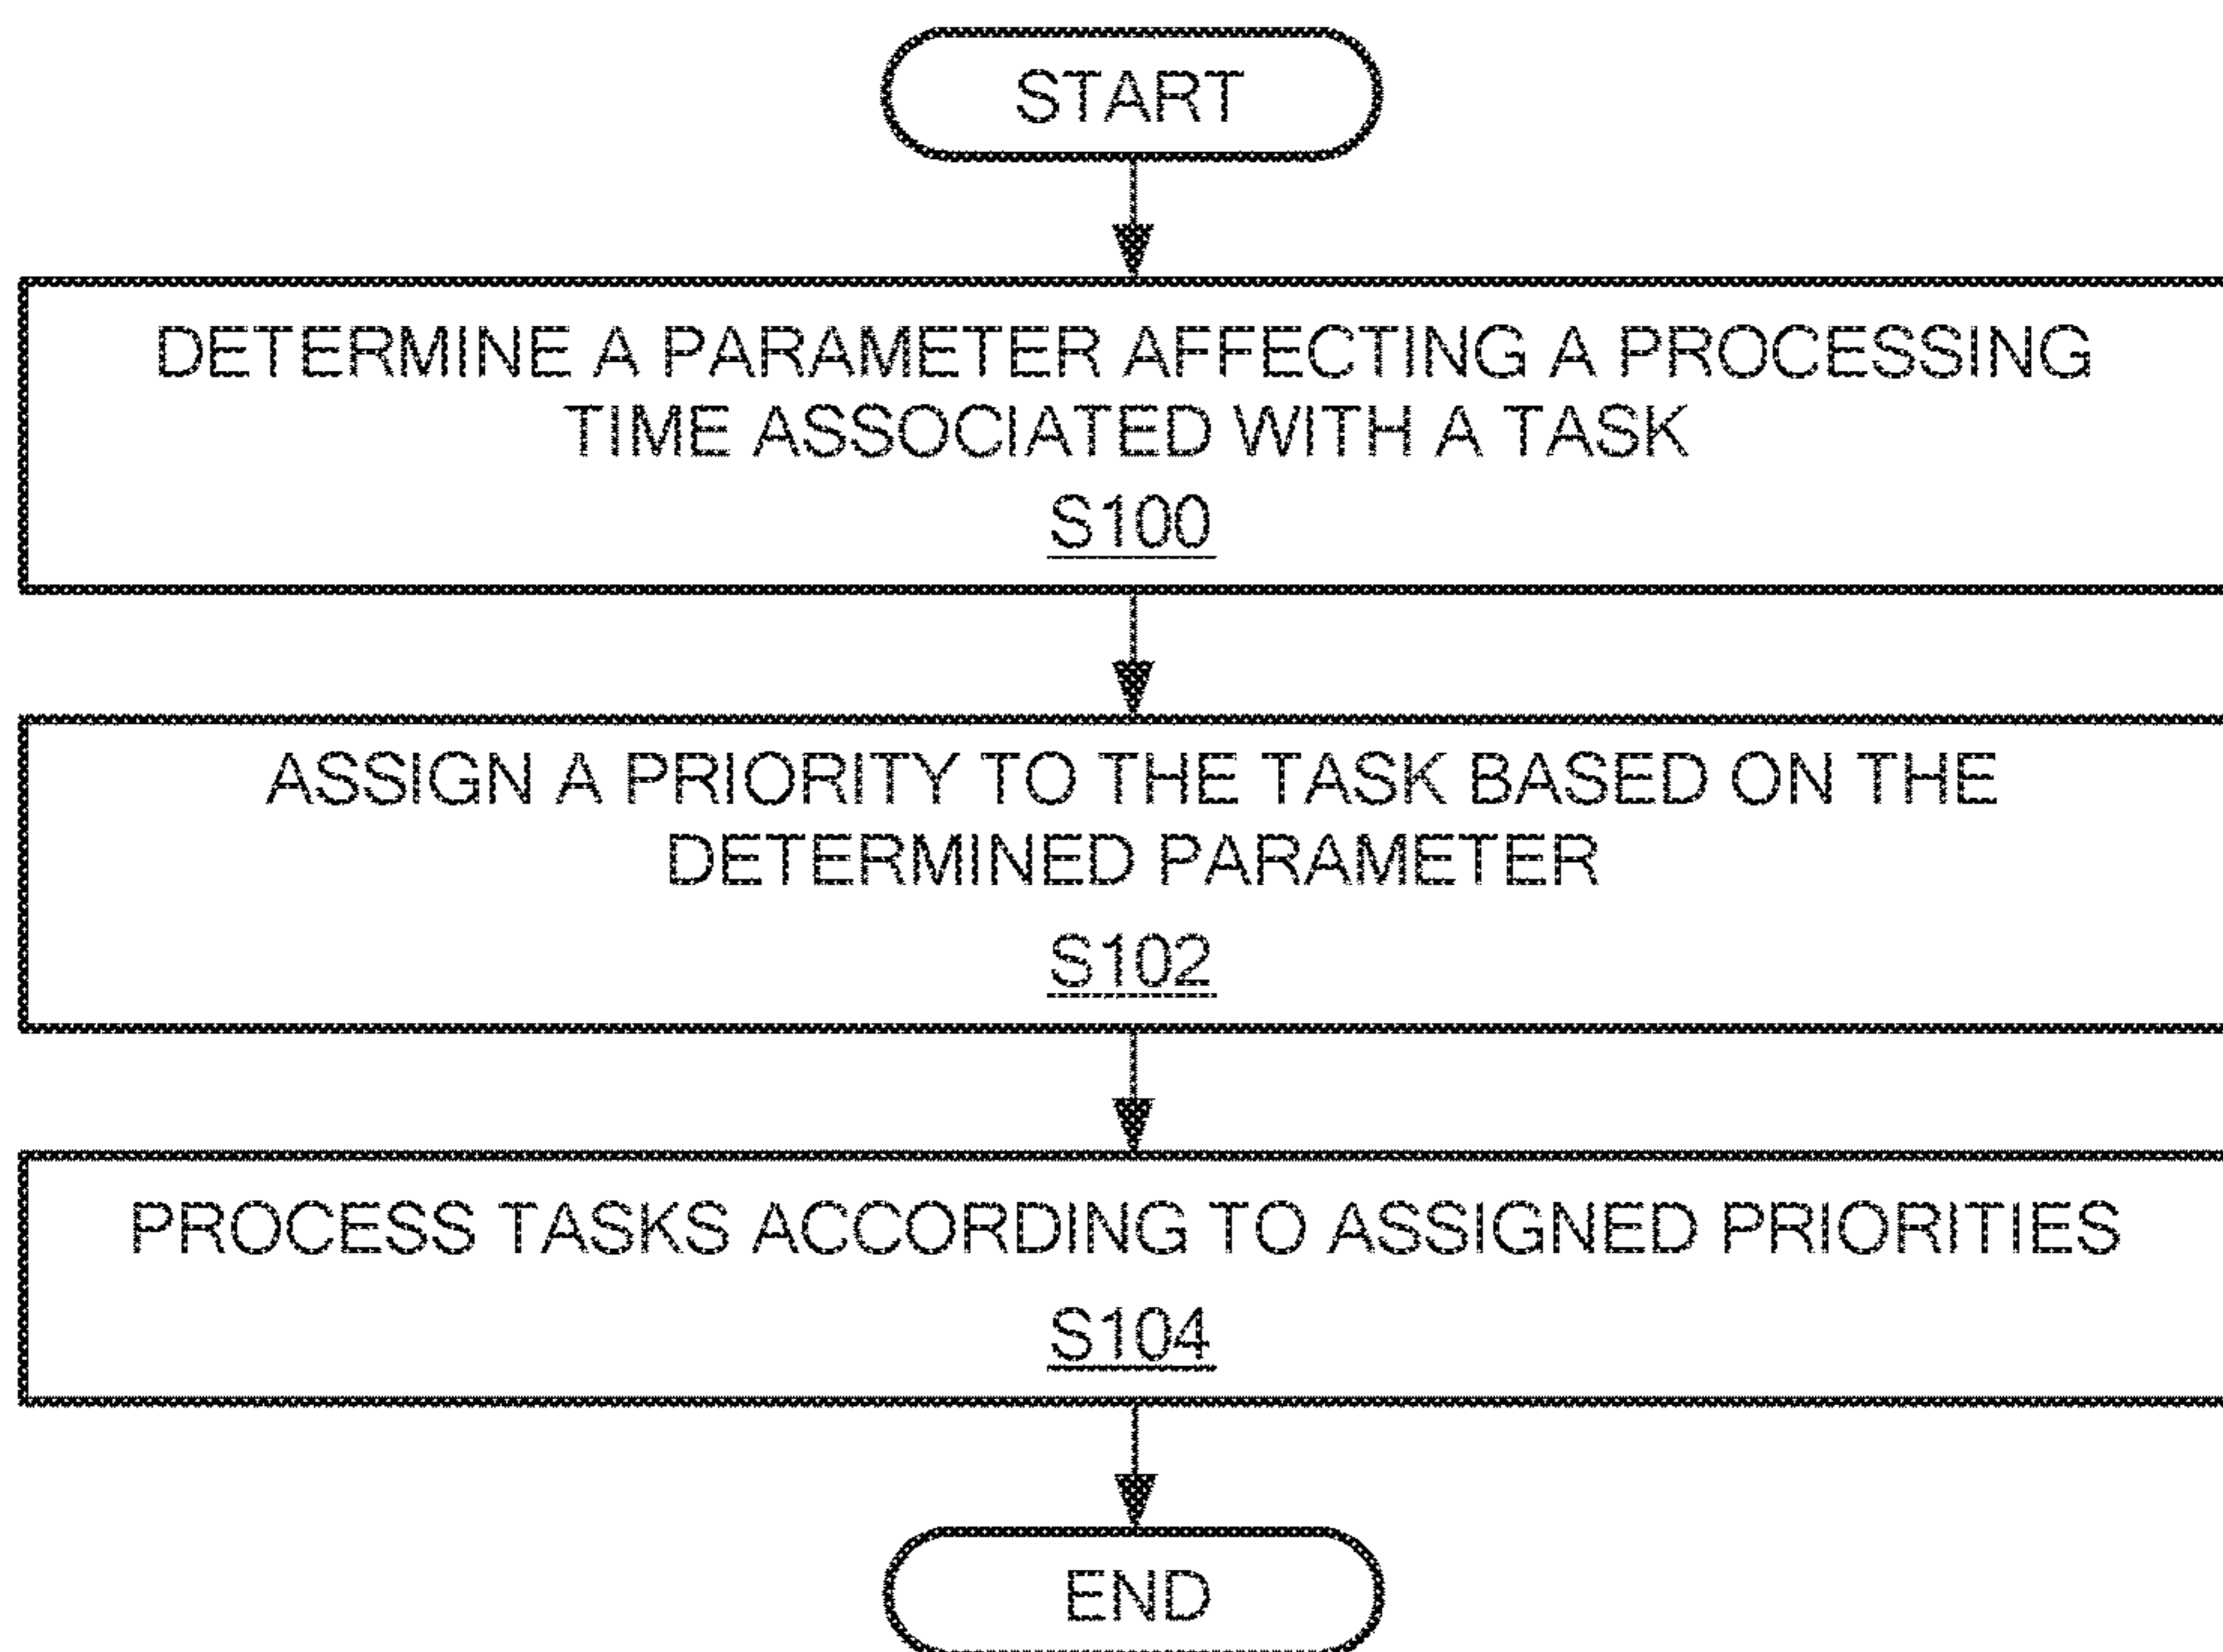 START
DETERMINE A PARAMETER AFFECTING A PROCESSING
TIME ASSOCIATED WITH A TASK
S100
ASSIGN A PRIORITY TO THE TASK BASED ON THE
DETERMINED PARAMETER
S102
PROCESS TASKS ACCORDING TO ASSIGNED PRIORITIES
S104
END